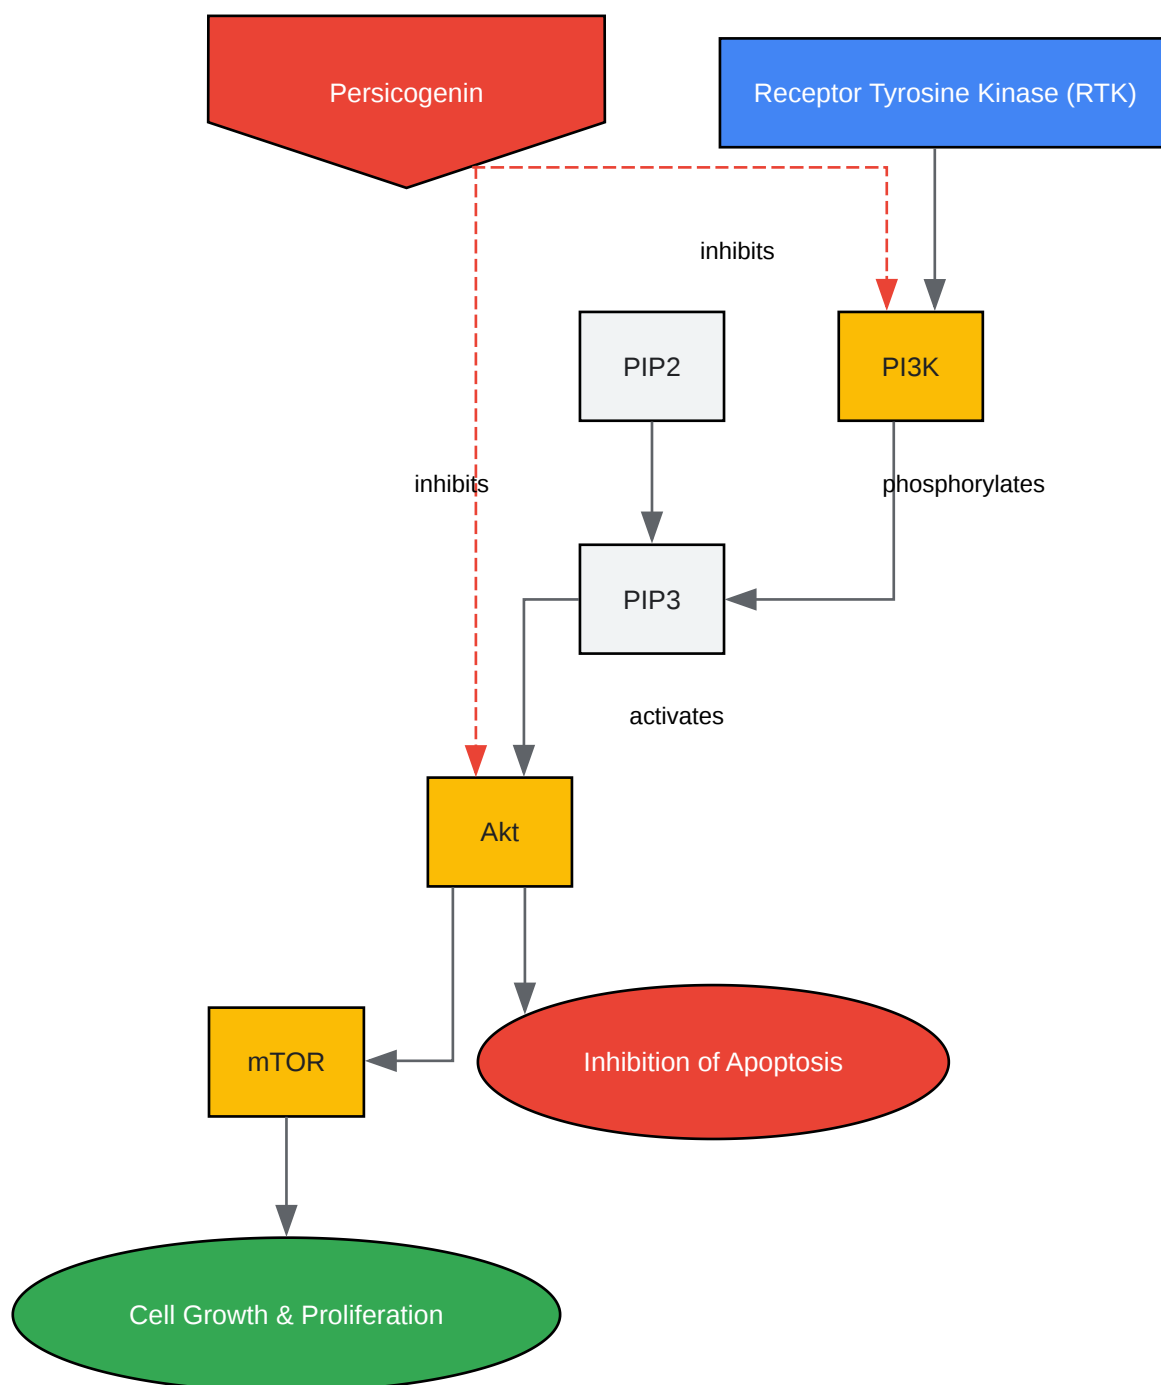 Persicogenin
Receptor Tyrosine Kinase (RTK)
inhibits
PIP2
PI3K
inhibits
phosphorylates
PIP3
activates
Akt
mTOR
Inhibition of Apoptosis
Cell Growth & Proliferation